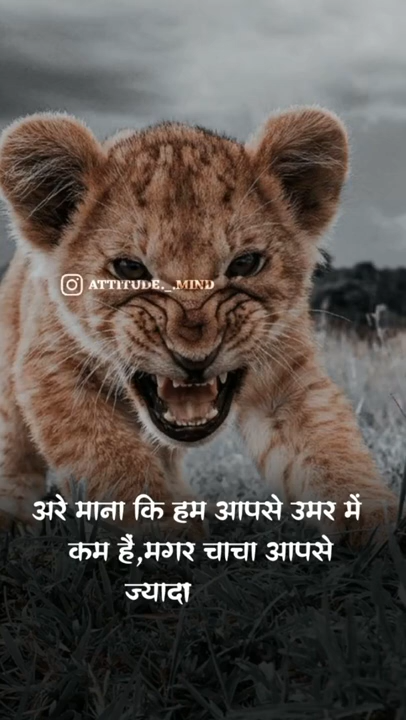 ATTITUDE._.MIND
अरे माना कि हम आपसे उमर में
कम हैं,मगर चाचा आपसे
ज्यादा